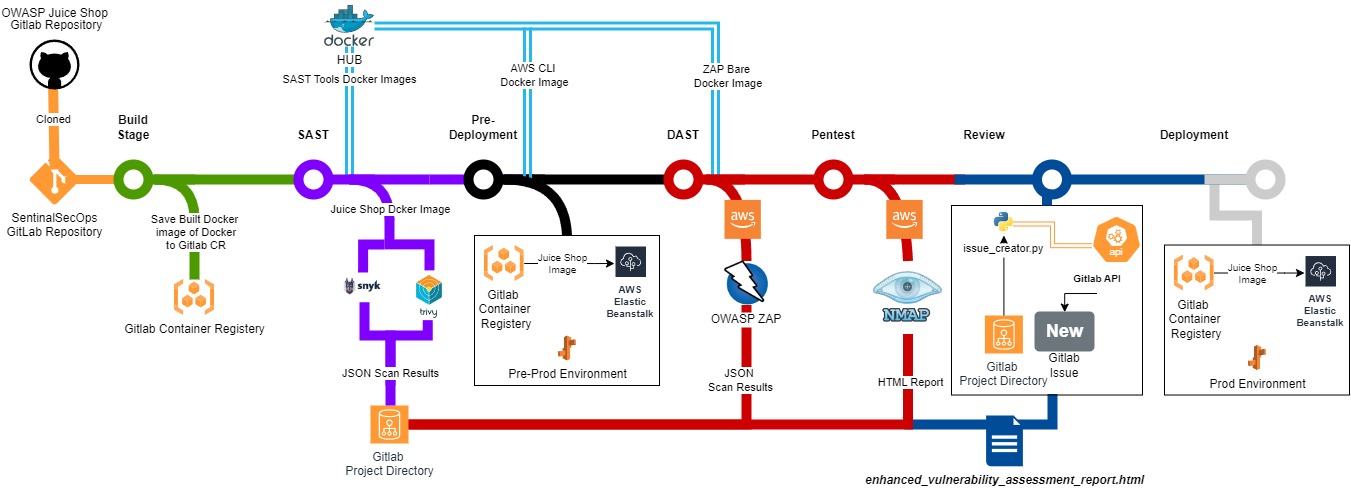 OWASP Juice Shop
Gitlab Repository
Cloned
SentinalSecOps
GitLab Repository
Build
Stage
Save Built Docker
image of Docker
to Gitlab CR
Gitlab Container Registery
docker
HUB
SAST Tools Docker Images
SAST
Juice Shop Dcker Image
snyk
trivy
JSON Scan Results
Gitlab
Project Directory
AWS CLI
Docker Image
Pre-
Deployment
Gitlab
Container
Registery
Juice Shop
Image
AWS
Elastic
Beanstalk
Pre-Prod Environment
ZAP Bare
Docker Image
DAST
aws
OWASP ZAP
JSON
Scan Results
Pentest
aws
NMAP
HTML Report
Review
issue_creator.py
api
Gitlab API
New
Gitlab
Issue
Gitlab
Project Directory
enhanced_vulnerability_assessment_report.html
Deployment
Gitlab
Container
Registery
Juice Shop
Image
AWS
Elastic
Beanstalk
Prod Environment